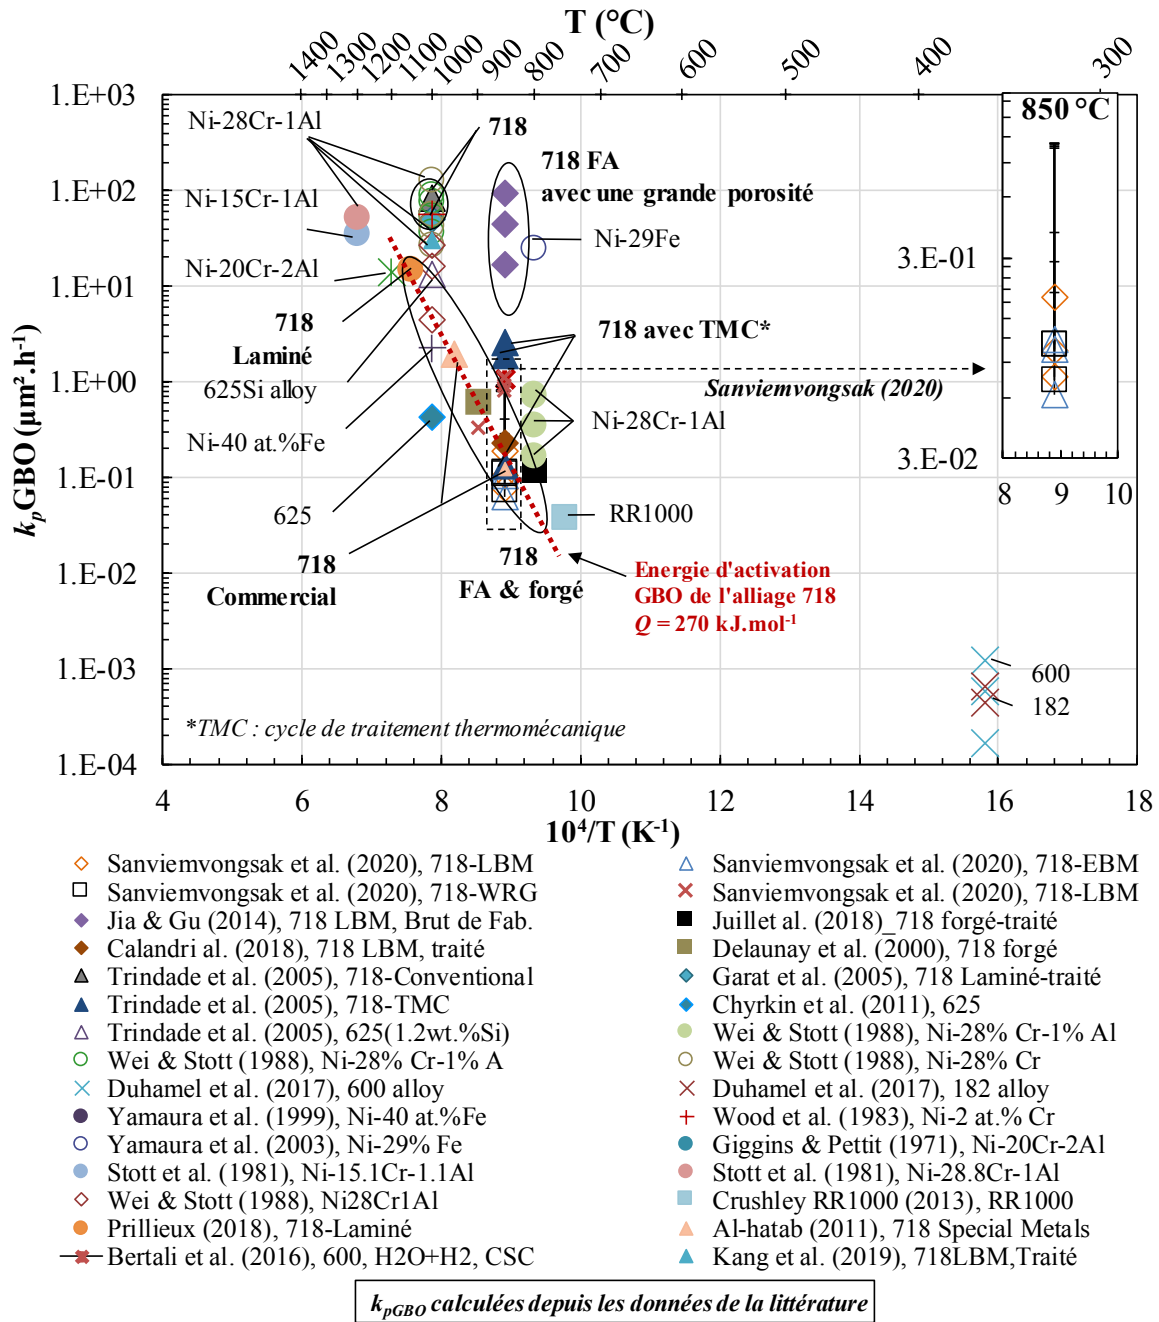 T (°C)
1400
1300
1200
1100
1000
900
800
700
600
500
400
300
1.E+03
1.E+02
1.E+01
1.E+00
1.E-01
1.E-02
1.E-03
1.E-04
kpGBO (µm².h-1)
Ni-28Cr-1Al
718
718 FA
avec une grande porosité
Ni-15Cr-1Al
Ni-29Fe
Ni-20Cr-2Al
718
Laminé
718 avec TMC*
625Si alloy
Sanviemvongsak (2020)
Ni-28Cr-1Al
Ni-40 at.%Fe
625
RR1000
718
Commercial
718
FA & forgé
Energie d'activation
GBO de l'alliage 718
Q = 270 kJ.mol-1
600
182
*TMC : cycle de traitement thermomécanique
850 °C
3.E-01
3.E-02
8 9 10
4 6 8 10 12 14 16 18
10⁴/T (K-1)
Sanviemvongsak et al. (2020), 718-LBM
Sanviemvongsak et al. (2020), 718-EBM
Sanviemvongsak et al. (2020), 718-WRG
Sanviemvongsak et al. (2020), 718-LBM
Jia & Gu (2014), 718 LBM, Brut de Fab.
Juillet al. (2018)_718 forgé-traité
Calandri al. (2018), 718 LBM, traité
Delaunay et al. (2000), 718 forgé
Trindade et al. (2005), 718-Conventional
Garat et al. (2005), 718 Laminé-traité
Trindade et al. (2005), 718-TMC
Chyrkin et al. (2011), 625
Trindade et al. (2005), 625(1.2wt.%Si)
Wei & Stott (1988), Ni-28% Cr-1% Al
Wei & Stott (1988), Ni-28% Cr-1% A
Wei & Stott (1988), Ni-28% Cr
Duhamel et al. (2017), 600 alloy
Duhamel et al. (2017), 182 alloy
Yamaura et al. (1999), Ni-40 at.%Fe
Wood et al. (1983), Ni-2 at.% Cr
Yamaura et al. (2003), Ni-29% Fe
Giggins & Pettit (1971), Ni-20Cr-2Al
Stott et al. (1981), Ni-15.1Cr-1.1Al
Stott et al. (1981), Ni-28.8Cr-1Al
Wei & Stott (1988), Ni28Cr1Al
Crushley RR1000 (2013), RR1000
Prillieux (2018), 718-Laminé
Al-hatab (2011), 718 Special Metals
Bertali et al. (2016), 600, H2O+H2, CSC
Kang et al. (2019), 718LBM,Traité
kpGBO calculées depuis les données de la littérature